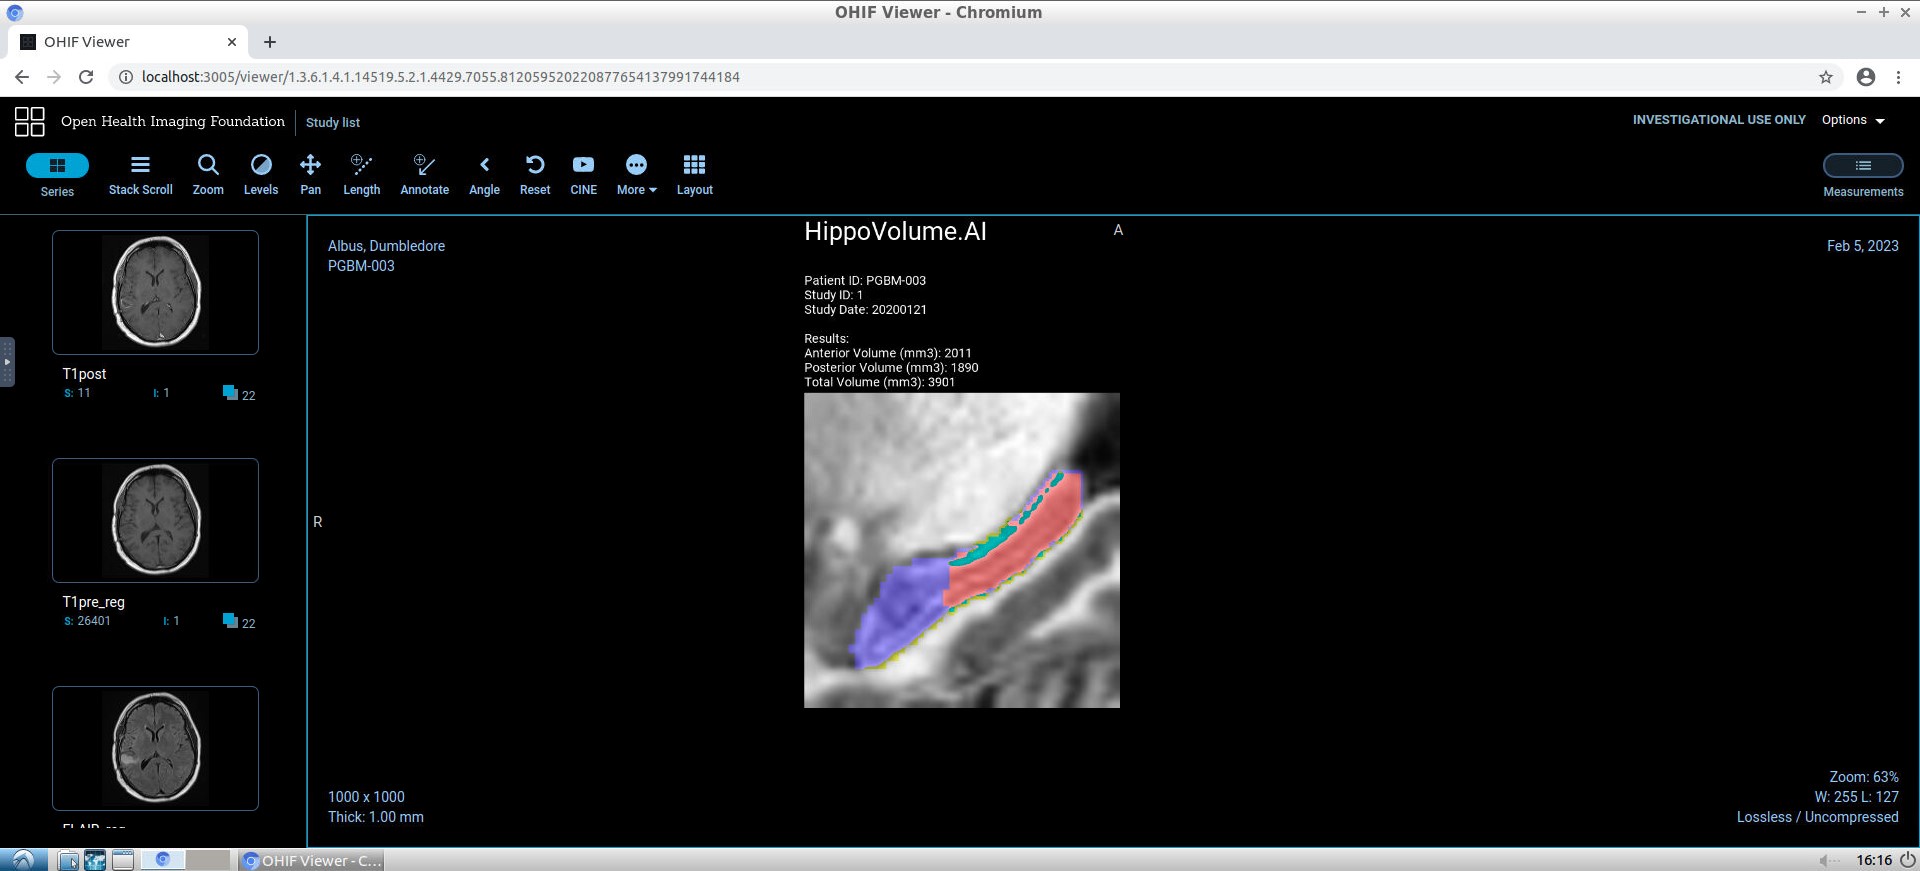 OHIF Viewer - Chromium
OHIF Viewer
localhost:3005/viewer/1.3.6.1.4.1.14519.5.2.1.4429.7055.812059520220877654137991744184
Open Health Imaging Foundation
Study list
INVESTIGATIONAL USE ONLY
Options
Series
Stack Scroll
Zoom
Levels
Pan
Length
Annotate
Angle
Reset
CINE
More
Layout
Measurements
T1post
S: 11 I: 1 22
T1pre_reg
S: 26401 I: 1 22
Albus, Dumbledore
PGBM-003
HippoVolume.AI
A
Feb 5, 2023
Patient ID: PGBM-003
Study ID: 1
Study Date: 20200121
Results:
Anterior Volume (mm3): 2011
Posterior Volume (mm3): 1890
Total Volume (mm3): 3901
R
1000 x 1000
Thick: 1.00 mm
Zoom: 63%
W: 255 L: 127
Lossless / Uncompressed
OHIF Viewer - C...
16:16